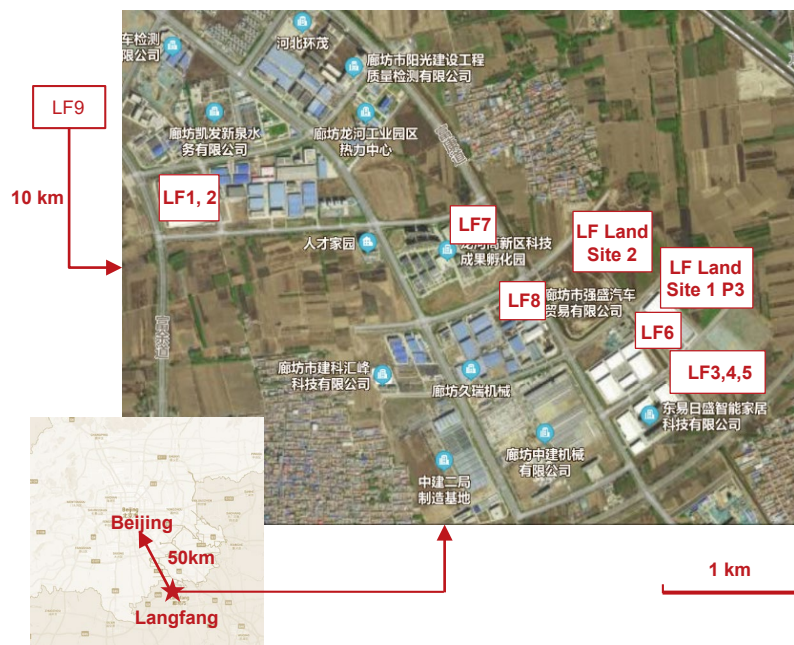 车检测
限公司
河北环茂
廊坊市阳光建设工程
质量检测有限公司
LF9
廊坊凯发新泉水
务有限公司
廊坊龙河工业园区
热力中心
10 km
LF1, 2
人才家园
LF7
龙河高新区科技
成果孵化园
LF Land
Site 2
LF Land
Site 1 P3
LF8
廊坊市强盛汽车
贸易有限公司
LF6
廊坊市建科汇峰
科技有限公司
廊坊久瑞机械
LF3,4,5
东易日盛智能家居
科技有限公司
廊坊中建机械
有限公司
中建二局
制造基地
Beijing
50km
Langfang
1 km